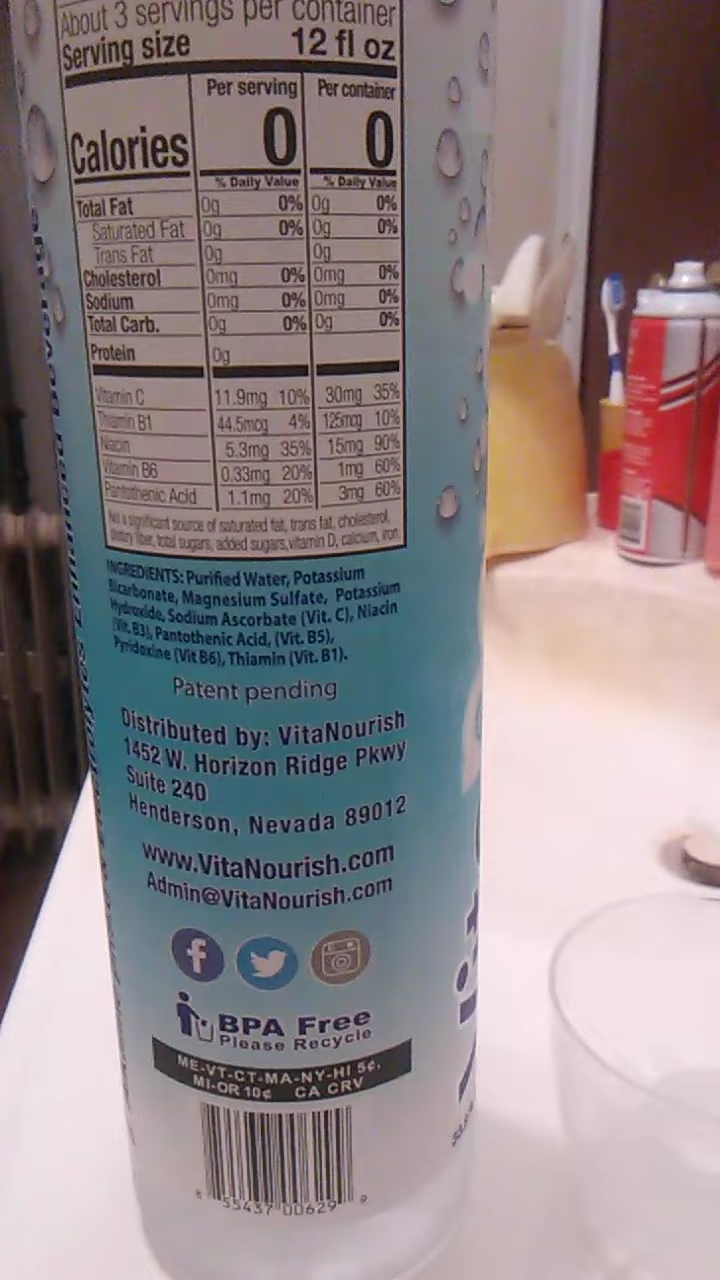 About 3 servings per container
Serving size 12 fl oz
Per serving Per container
Calories 0 0
% Daily Value % Daily Value
Total Fat 0g 0% 0g 0%
Saturated Fat 0g 0% 0g 0%
Trans Fat 0g 0g
Cholesterol 0mg 0% 0mg 0%
Sodium 0mg 0% 0mg 0%
Total Carb. 0g 0% 0g 0%
Protein 0g
Vitamin C 11.9mg 10% 30mg 35%
Thiamin B1 44.5mcg 4% 125mcg 10%
Niacin 5.3mg 35% 15mg 90%
Vitamin B6 0.33mg 20% 1mg 60%
Pantothenic Acid 1.1mg 20% 3mg 60%
Not a significant source of saturated fat, trans fat, cholesterol,
dietary fiber, total sugars, added sugars, vitamin D, calcium, iron
INGREDIENTS: Purified Water, Potassium
Bicarbonate, Magnesium Sulfate, Potassium
Hydroxide, Sodium Ascorbate (Vit. C), Niacin
(Vit. B3), Pantothenic Acid, (Vit. B5),
Pyridoxine (Vit B6), Thiamin (Vit. B1).
Patent pending
Distributed by: VitaNourish
1452 W. Horizon Ridge Pkwy
Suite 240
Henderson, Nevada 89012
www.VitaNourish.com
Admin@VitaNourish.com
f
BPA Free
Please Recycle
ME-VT-CT-MA-NY-HI 5¢,
MI-OR 10¢ CA CRV
8 55437 00629 9